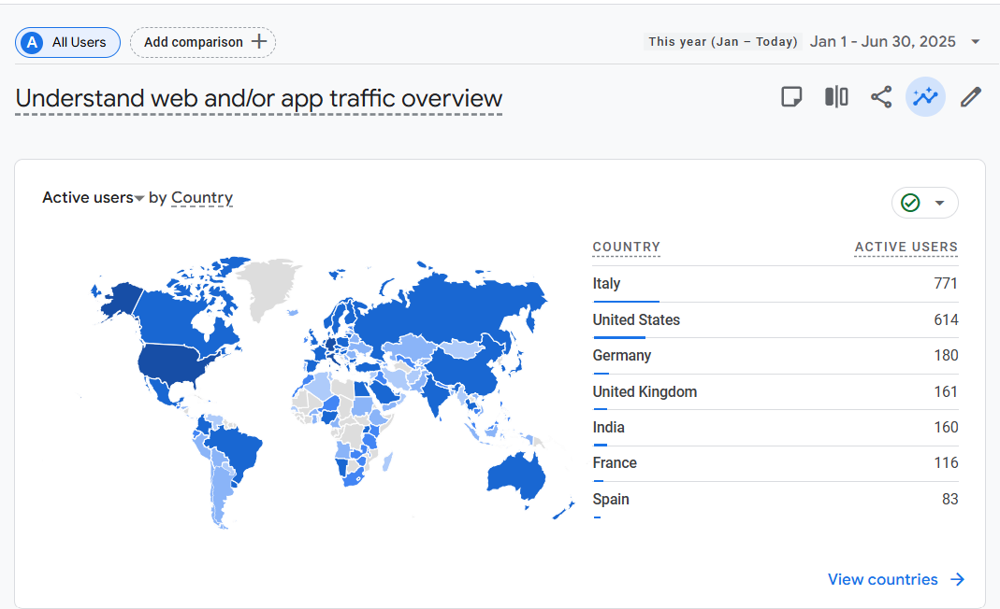 A All Users
Add comparison +
This year (Jan – Today) Jan 1 - Jun 30, 2025
Understand web and/or app traffic overview
Active users by Country
COUNTRY ACTIVE USERS
Italy 771
United States 614
Germany 180
United Kingdom 161
India 160
France 116
Spain 83
View countries →